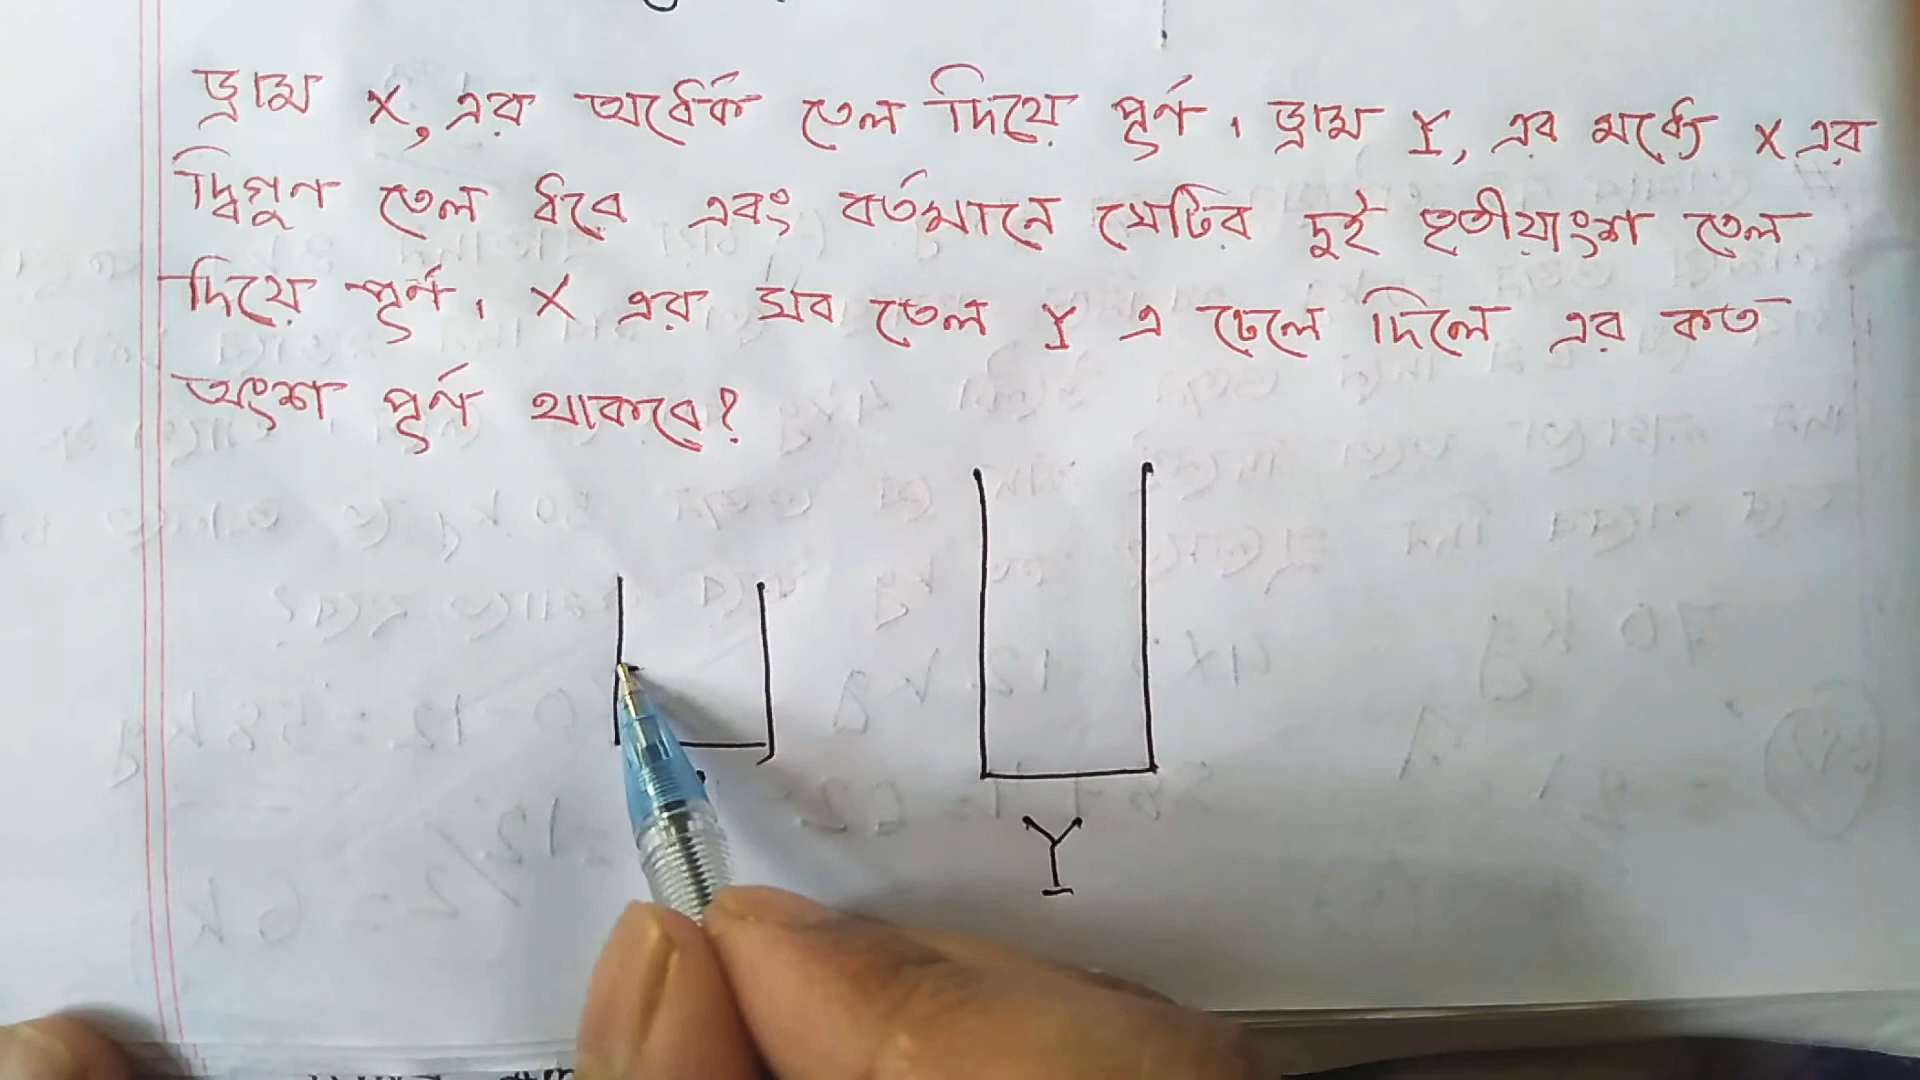 ড্রাম X, এর অর্ধেক তেল দিয়ে পূর্ণ। ড্রাম Y, এর মধ্যে X এর
দ্বিগুন তেল ধরে এবং বর্তমানে সেটির দুই তৃতীয়াংশ তেল
দিয়ে পূর্ণ। X এর সব তেল Y এ ঢেলে দিলে এর কত
অংশ পূর্ণ থাকবে?
Y